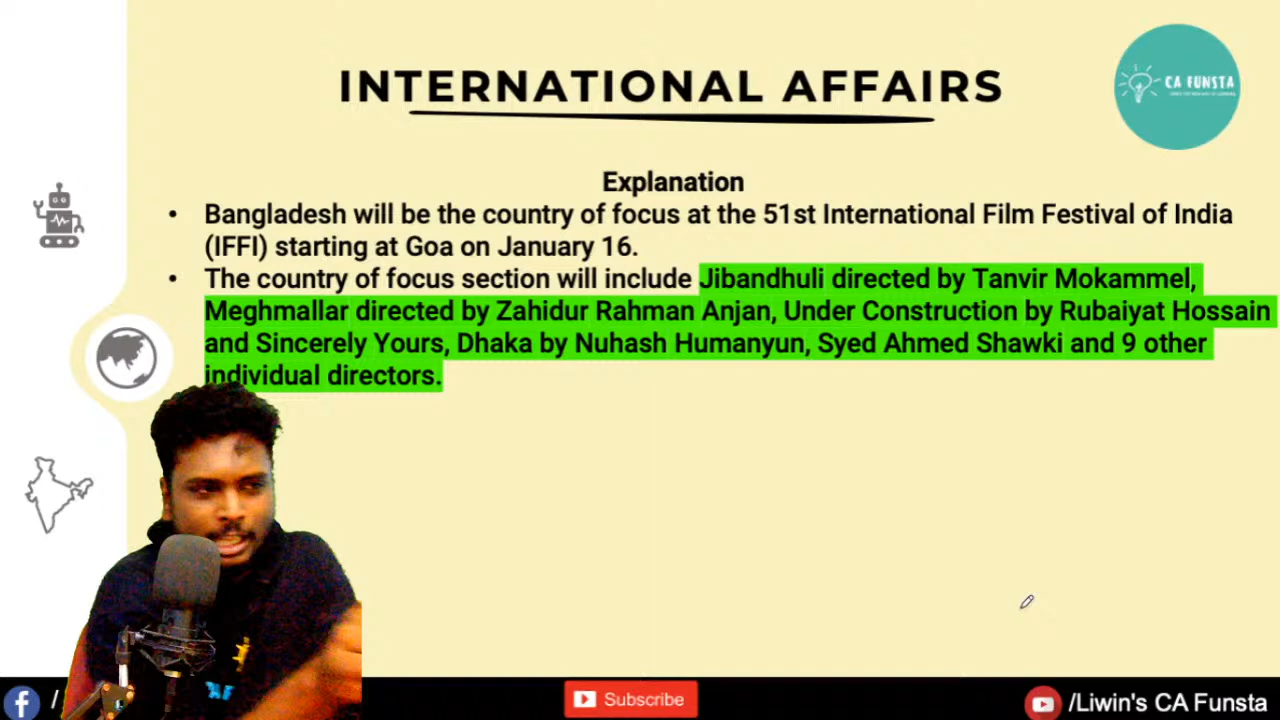 INTERNATIONAL AFFAIRS
CA FUNSTA
Explanation
• Bangladesh will be the country of focus at the 51st International Film Festival of India
(IFFI) starting at Goa on January 16.
• The country of focus section will include Jibandhuli directed by Tanvir Mokammel,
Meghmallar directed by Zahidur Rahman Anjan, Under Construction by Rubaiyat Hossain
and Sincerely Yours, Dhaka by Nuhash Humanyun, Syed Ahmed Shawki and 9 other
individual directors.
/
Subscribe
/Liwin's CA Funsta